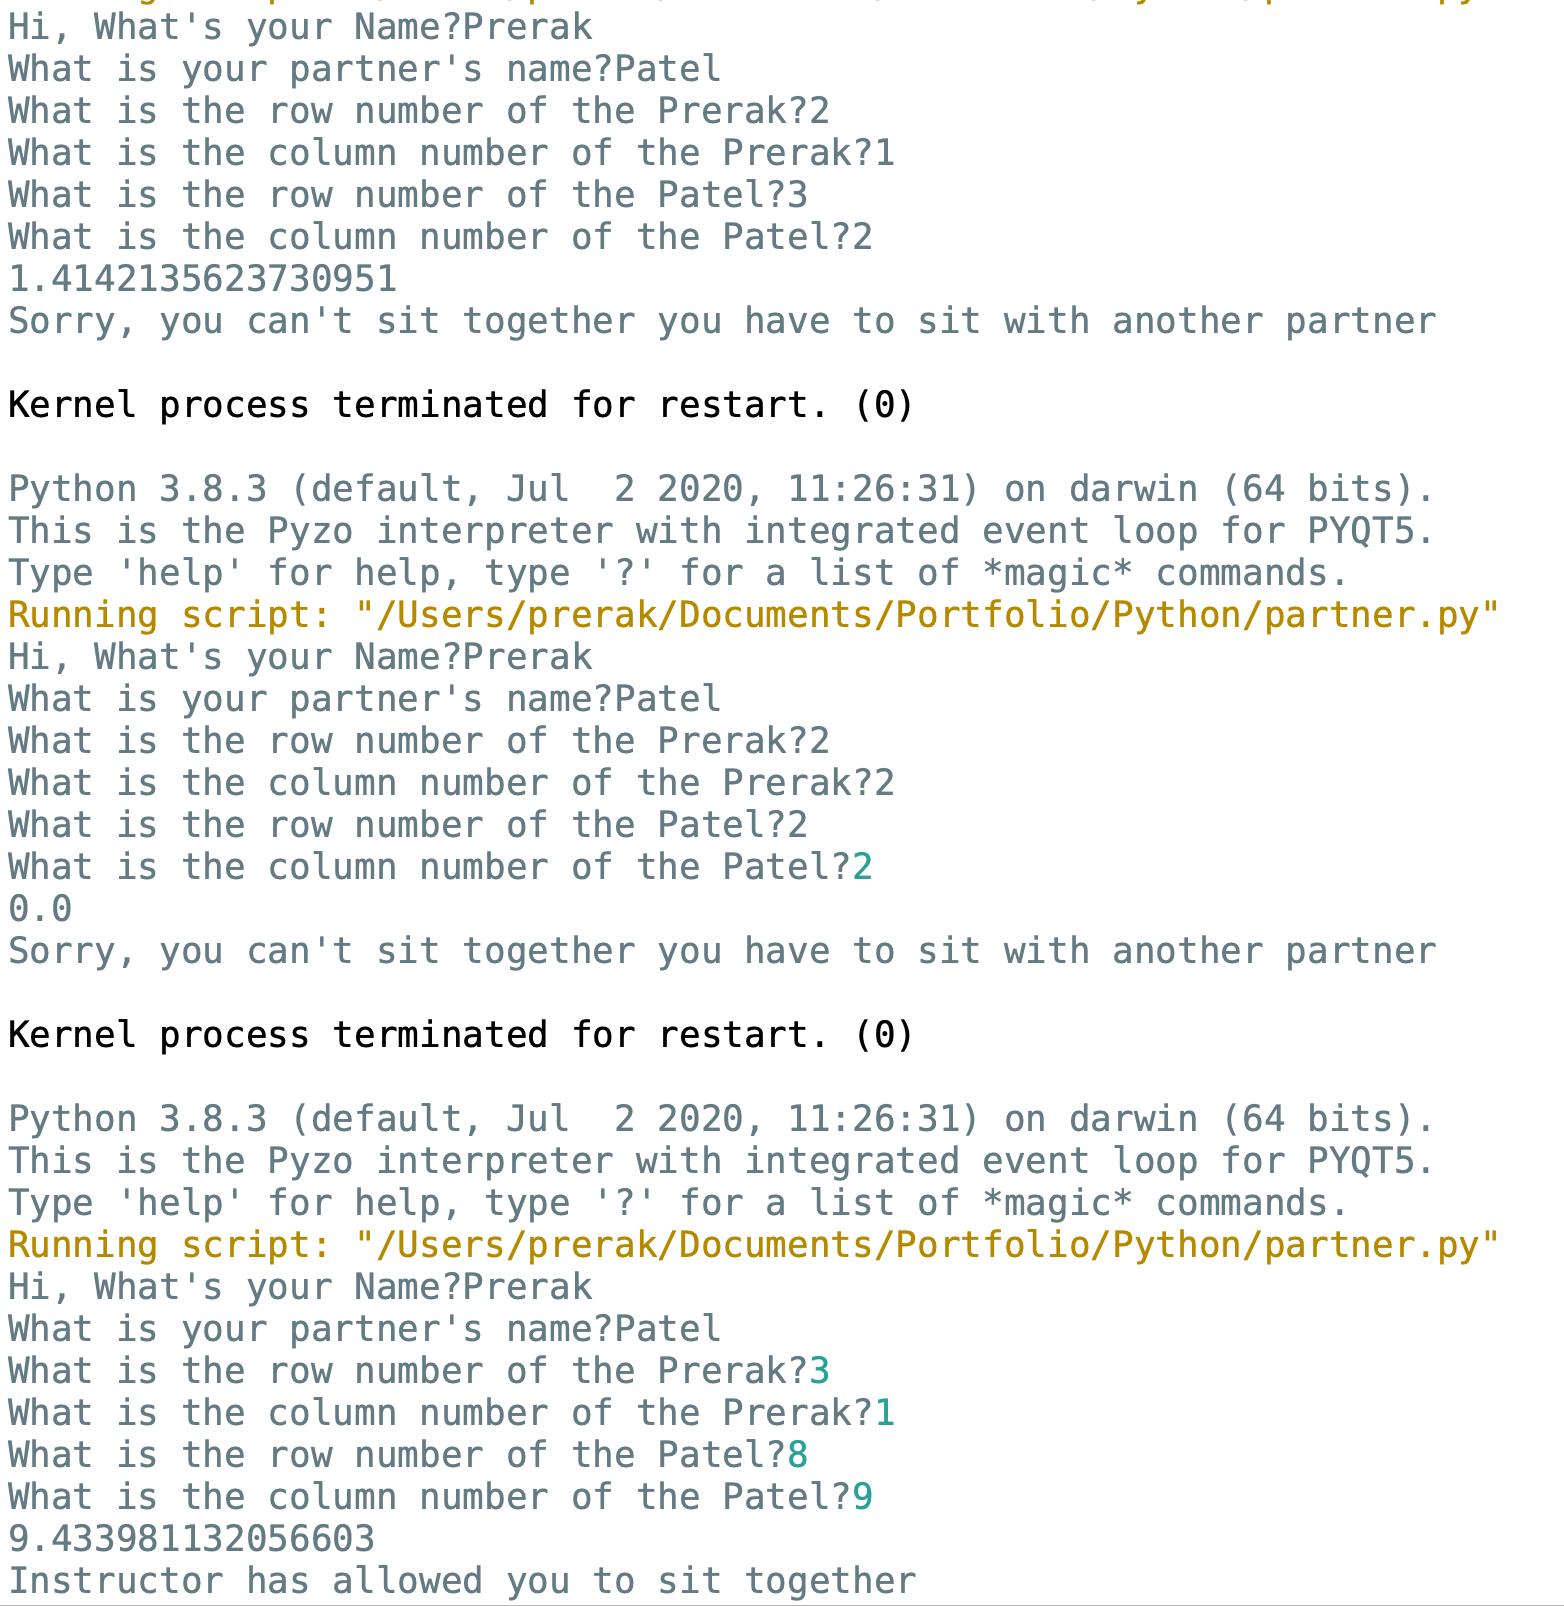 Hi, What's your Name?Prerak
What is your partner's name?Patel
What is the row number of the Prerak?2
What is the column number of the Prerak?1
What is the row number of the Patel?3
What is the column number of the Patel?2
1.4142135623730951
Sorry, you can't sit together you have to sit with another partner
Kernel process terminated for restart. (0)
Python 3.8.3 (default, Jul  2 2020, 11:26:31) on darwin (64 bits).
This is the Pyzo interpreter with integrated event loop for PYQT5.
Type 'help' for help, type '?' for a list of *magic* commands.
Running script: "/Users/prerak/Documents/Portfolio/Python/partner.py"
Hi, What's your Name?Prerak
What is your partner's name?Patel
What is the row number of the Prerak?2
What is the column number of the Prerak?2
What is the row number of the Patel?2
What is the column number of the Patel?2
0.0
Sorry, you can't sit together you have to sit with another partner
Kernel process terminated for restart. (0)
Python 3.8.3 (default, Jul  2 2020, 11:26:31) on darwin (64 bits).
This is the Pyzo interpreter with integrated event loop for PYQT5.
Type 'help' for help, type '?' for a list of *magic* commands.
Running script: "/Users/prerak/Documents/Portfolio/Python/partner.py"
Hi, What's your Name?Prerak
What is your partner's name?Patel
What is the row number of the Prerak?3
What is the column number of the Prerak?1
What is the row number of the Patel?8
What is the column number of the Patel?9
9.433981132056603
Instructor has allowed you to sit together